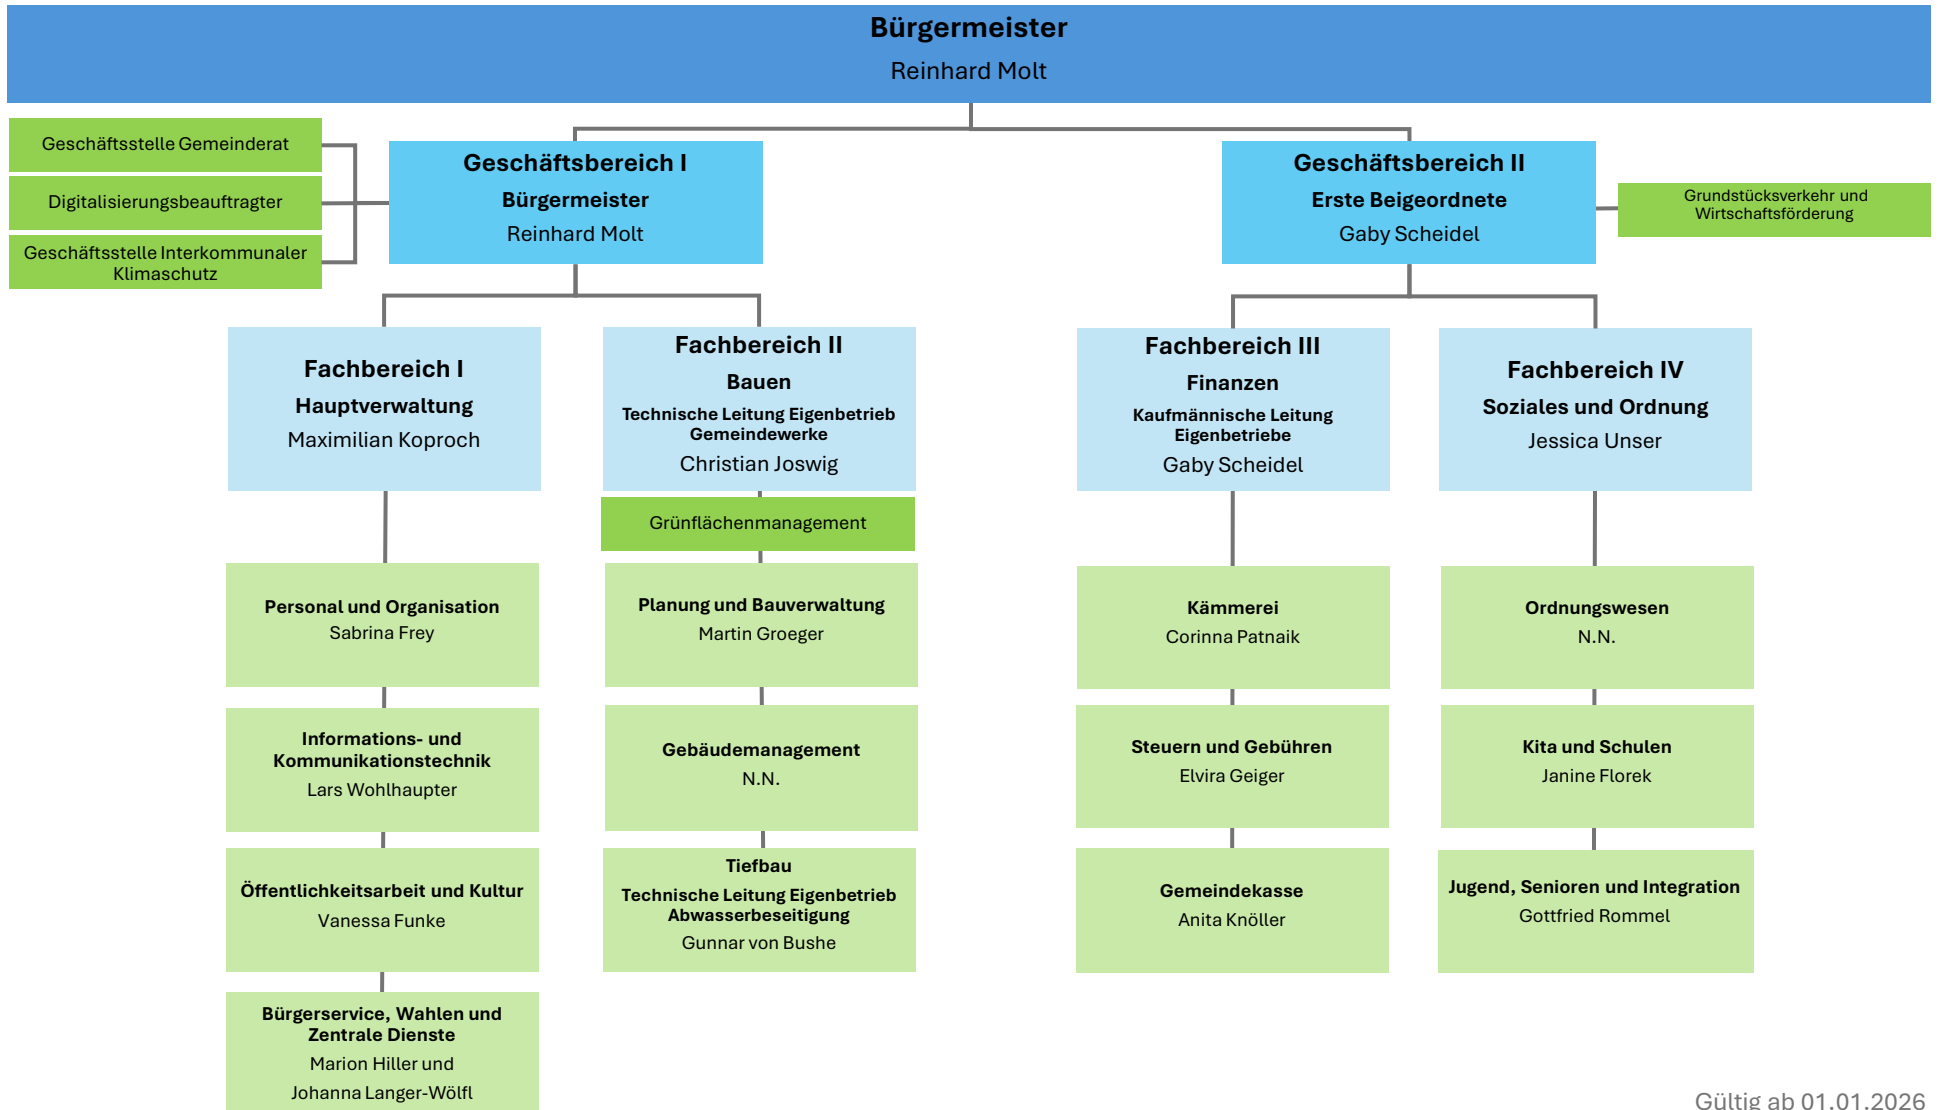 Bürgermeister
Reinhard Molt
Geschäftsstelle Gemeinderat
Digitalisierungsbeauftragter
Geschäftsstelle Interkommunaler
Klimaschutz
Geschäftsbereich I
Bürgermeister
Reinhard Molt
Geschäftsbereich II
Erste Beigeordnete
Gaby Scheidel
Grundstücksverkehr und
Wirtschaftsförderung
Fachbereich I
Hauptverwaltung
Maximilian Koproch
Fachbereich II
Bauen
Technische Leitung Eigenbetrieb
Gemeindewerke
Christian Joswig
Fachbereich III
Finanzen
Kaufmännische Leitung
Eigenbetriebe
Gaby Scheidel
Fachbereich IV
Soziales und Ordnung
Jessica Unser
Grünflächenmanagement
Personal und Organisation
Sabrina Frey
Planung und Bauverwaltung
Martin Groeger
Kämmerei
Corinna Patnaik
Ordnungswesen
N.N.
Informations- und
Kommunikationstechnik
Lars Wohlhaupter
Gebäudemanagement
N.N.
Steuern und Gebühren
Elvira Geiger
Kita und Schulen
Janine Florek
Öffentlichkeitsarbeit und Kultur
Vanessa Funke
Tiefbau
Technische Leitung Eigenbetrieb
Abwasserbeseitigung
Gunnar von Bushe
Gemeindekasse
Anita Knöller
Jugend, Senioren und Integration
Gottfried Rommel
Bürgerservice, Wahlen und
Zentrale Dienste
Marion Hiller und
Johanna Langer-Wölfl
Gültig ab 01.01.2026